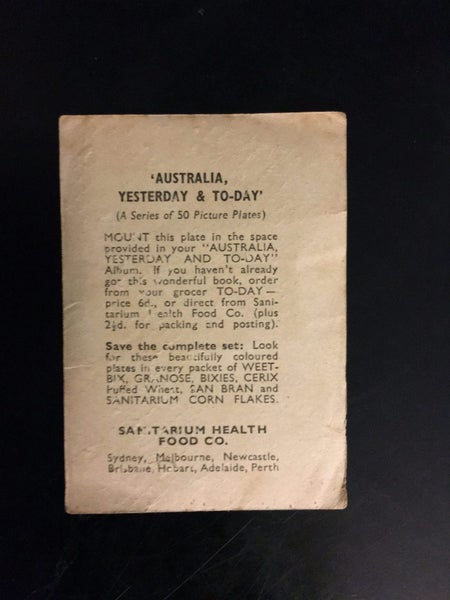 'AUSTRALIA,
YESTERDAY & TO-DAY'
(A Series of 50 Picture Plates)
MOUNT this plate in the space
provided in your "AUSTRALIA,
YESTERDAY AND TO-DAY"
Album. If you haven't already
got this wonderful book, order
from your grocer TO-DAY—
price 6d., or direct from Sani-
tarium Health Food Co. (plus
2½d. for packing and posting).
Save the complete set: Look
for these beautifully coloured
plates in every packet of WEET-
BIX, GRANOSE, BIXIES, CERIX
Puffed Wheat, SAN BRAN and
SANITARIUM CORN FLAKES.
SANITARIUM HEALTH
FOOD CO.
Sydney, Melbourne, Newcastle,
Brisbane, Hobart, Adelaide, Perth